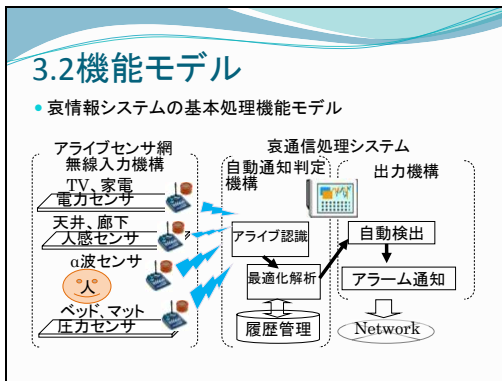 3.2機能モデル
哀情報システムの基本処理機能モデル
アライブセンサ網
無線入力機構
TV、家電
電力センサ
天井、廊下
人感センサ
α波センサ
人
ベッド、マット
圧力センサ
哀通信処理システム
自動通知判定
機構
アライブ認識
最適化解析
履歴管理
出力機構
自動検出
アラーム通知
Network